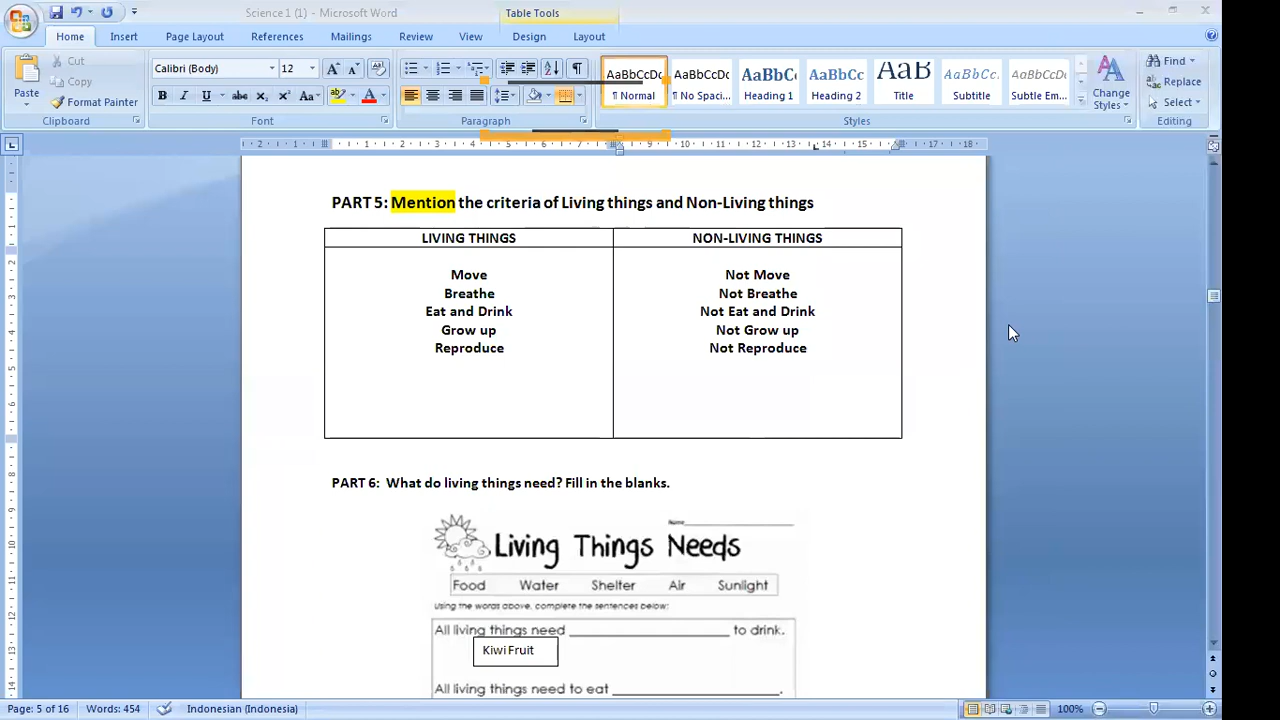 Science 1 (1) - Microsoft Word
Table Tools
Home Insert Page Layout References Mailings Review View Design Layout
Paste
Cut
Copy
Format Painter
Clipboard
Calibri (Body) 12
Font
Paragraph
AaBbCcDc AaBbCcDc AaBbC AaBbCc AaB AaBbCcL AaBbCcDc
¶ Normal ¶ No Spaci... Heading 1 Heading 2 Title Subtitle Subtle Em...
Styles
Change Styles
Find
Replace
Select
Editing
PART 5: Mention the criteria of Living things and Non-Living things
LIVING THINGS NON-LIVING THINGS
Move Not Move
Breathe Not Breathe
Eat and Drink Not Eat and Drink
Grow up Not Grow up
Reproduce Not Reproduce
PART 6: What do living things need? Fill in the blanks.
Name
Living Things Needs
Food Water Shelter Air Sunlight
Using the words above, complete the sentences below:
All living things need ____________________ to drink.
Kiwi Fruit
All living things need to eat ____________________.
Page: 5 of 16 Words: 454 Indonesian (Indonesia) 100%